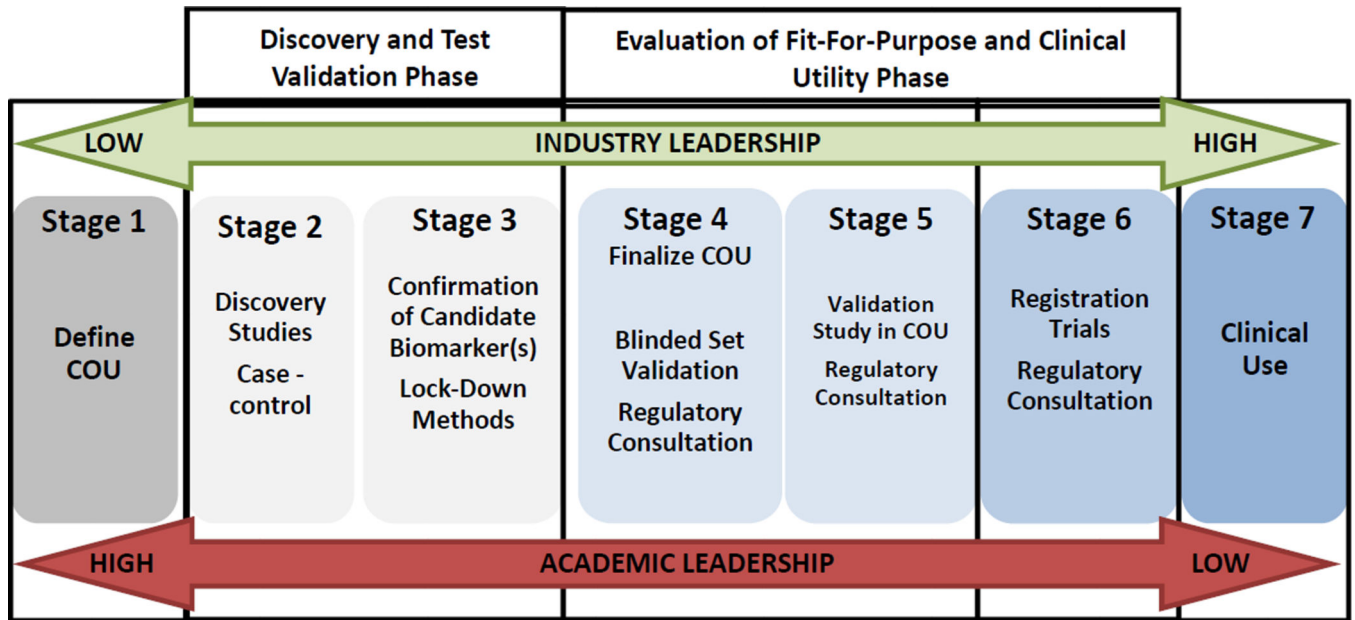 Discovery and Test
Validation Phase
Evaluation of Fit-For-Purpose and Clinical
Utility Phase
LOW
INDUSTRY LEADERSHIP
HIGH
Stage 1
Define
COU
Stage 2
Discovery
Studies
Case -
control
Stage 3
Confirmation
of Candidate
Biomarker(s)
Lock-Down
Methods
Stage 4
Finalize COU
Blinded Set
Validation
Regulatory
Consultation
Stage 5
Validation
Study in COU
Regulatory
Consultation
Stage 6
Registration
Trials
Regulatory
Consultation
Stage 7
Clinical
Use
HIGH
ACADEMIC LEADERSHIP
LOW